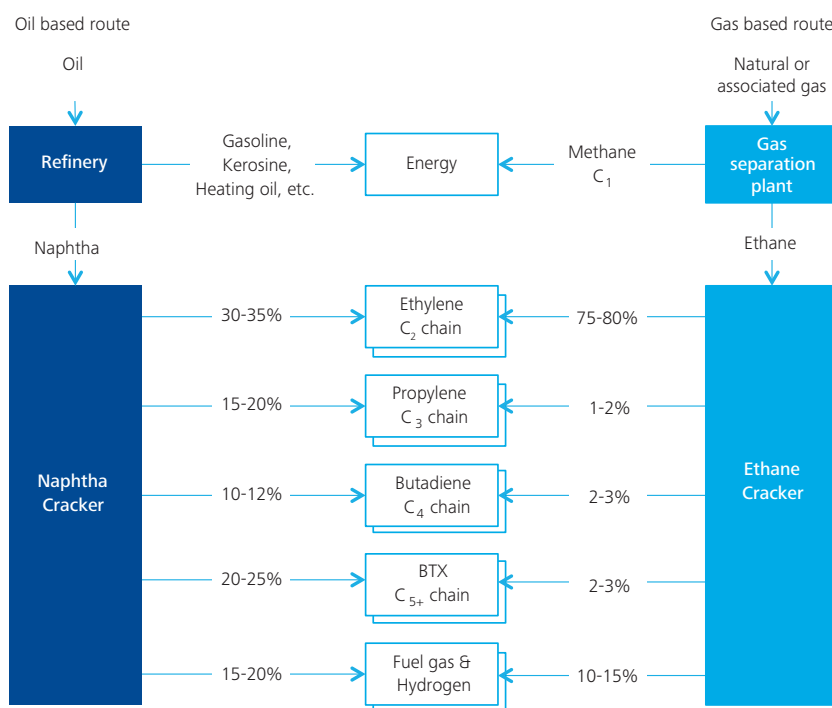 Oil based route
Gas based route
Oil
Natural or
associated gas
Refinery
Gasoline,
Kerosine,
Heating oil, etc.
Energy
Methane
C1
Gas
separation
plant
Naphtha
Ethane
Naphtha
Cracker
30-35%
Ethylene
C2 chain
75-80%
15-20%
Propylene
C3 chain
1-2%
10-12%
Butadiene
C4 chain
2-3%
20-25%
BTX
C5+ chain
2-3%
15-20%
Fuel gas &
Hydrogen
10-15%
Ethane
Cracker